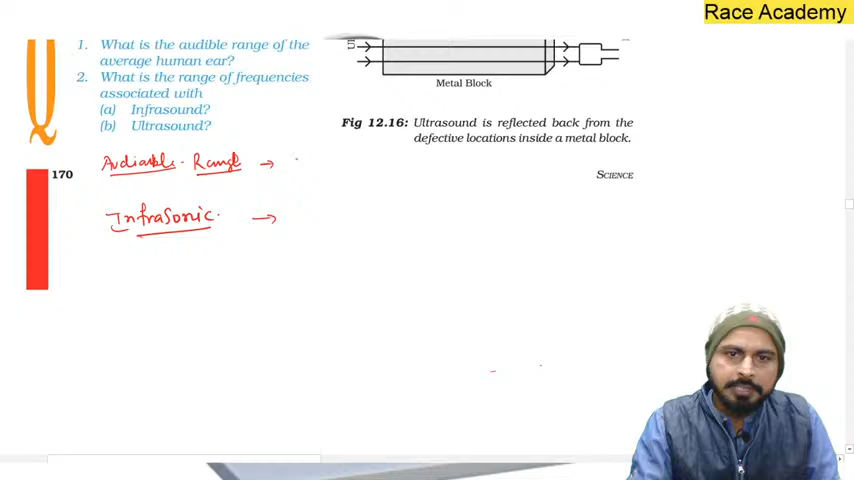 Race Academy
1. What is the audible range of the
average human ear?
2. What is the range of frequencies
associated with
(a) Infrasound?
(b) Ultrasound?
Metal Block
Fig 12.16: Ultrasound is reflected back from the
defective locations inside a metal block.
Audiable Range →
170
SCIENCE
Infrasonic. →